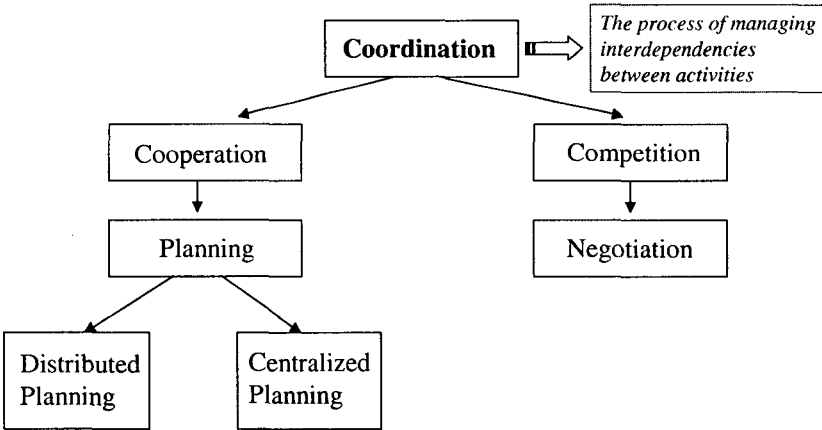 Coordination
The process of managing
interdependencies
between activities
Cooperation
Competition
Planning
Negotiation
Distributed
Planning
Centralized
Planning